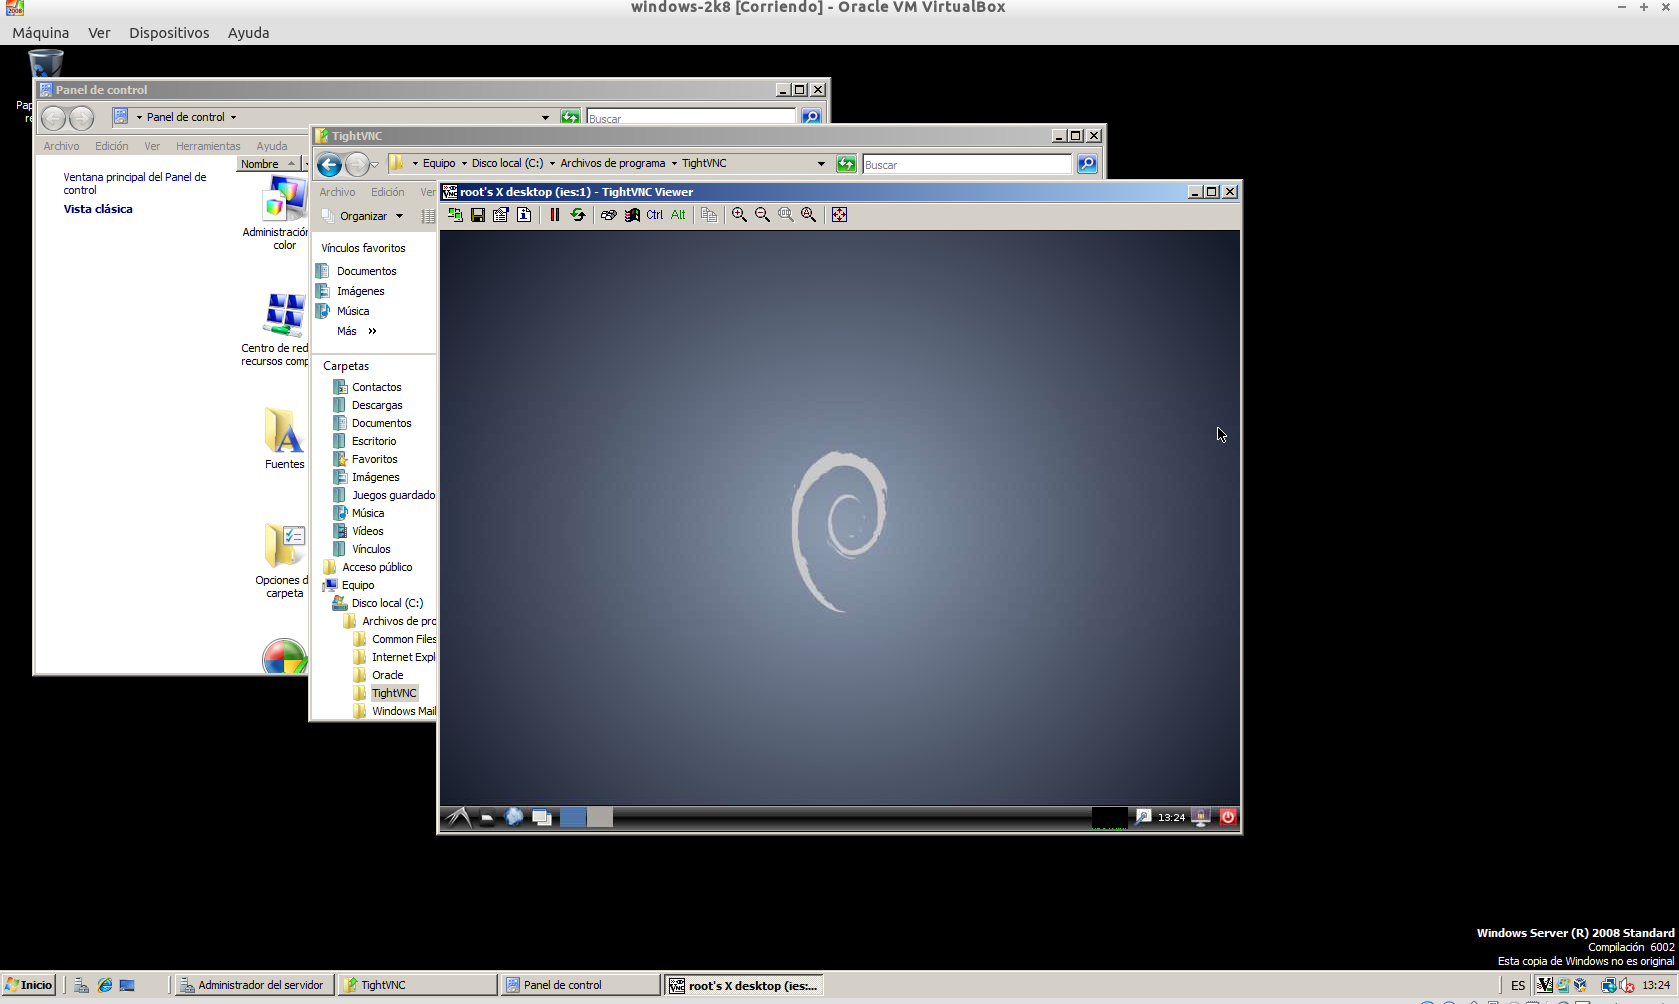 windows-2k8 [Corriendo] - Oracle VM VirtualBox
Máquina Ver Dispositivos Ayuda
Panel de control
Panel de control
Buscar
Archivo Edición Ver Herramientas Ayuda
Ventana principal del Panel de
control
Vista clásica
Nombre
Administración
color
Centro de red
recursos comp
Fuentes
Opciones d
carpeta
TightVNC
Equipo Disco local (C:) Archivos de programa TightVNC
Buscar
Archivo Edición Ver
Organizar
Vínculos favoritos
Documentos
Imágenes
Música
Más »
Carpetas
Contactos
Descargas
Documentos
Escritorio
Favoritos
Imágenes
Juegos guardado
Música
Vídeos
Vínculos
Acceso público
Equipo
Disco local (C:)
Archivos de pro
Common Files
Internet Expl
Oracle
TightVNC
Windows Mail
root's X desktop (ies:1) - TightVNC Viewer
Ctrl Alt
13:24
Windows Server (R) 2008 Standard
Compilación 6002
Esta copia de Windows no es original
Inicio
Administrador del servidor
TightVNC
Panel de control
root's X desktop (ies:...
ES
13:24